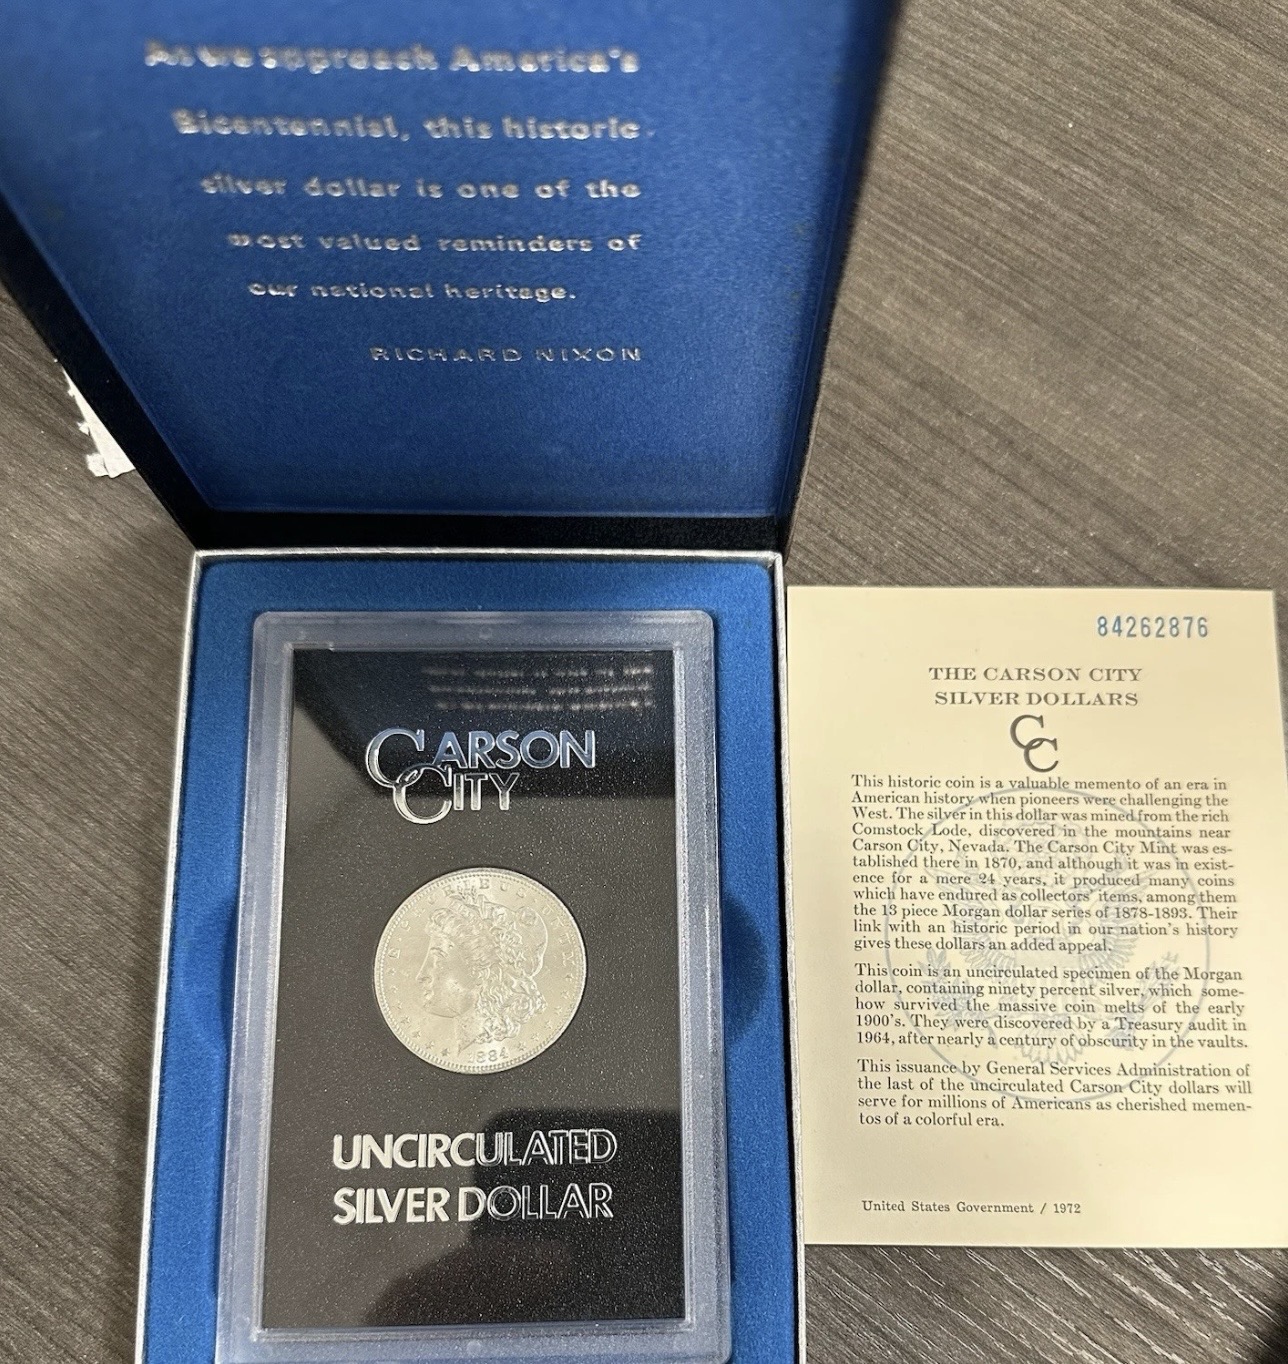 As we approach America's
Bicentennial, this historic
silver dollar is one of the
most valued reminders of
our national heritage.
RICHARD NIXON
CARSON
CITY
1884
UNCIRCULATED
SILVER DOLLAR
84262876
THE CARSON CITY
SILVER DOLLARS
CC
This historic coin is a valuable memento of an era in
American history when pioneers were challenging the
West. The silver in this dollar was mined from the rich
Comstock Lode, discovered in the mountains near
Carson City, Nevada. The Carson City Mint was es-
tablished there in 1870, and although it was in exist-
ence for a mere 24 years, it produced many coins
which have endured as collectors' items, among them
the 13 piece Morgan dollar series of 1878-1893. Their
link with an historic period in our nation's history
gives these dollars an added appeal.
This coin is an uncirculated specimen of the Morgan
dollar, containing ninety percent silver, which some-
how survived the massive coin melts of the early
1900's. They were discovered by a Treasury audit in
1964, after nearly a century of obscurity in the vaults.
This issuance by General Services Administration of
the last of the uncirculated Carson City dollars will
serve for millions of Americans as cherished memen-
tos of a colorful era.
United States Government / 1972